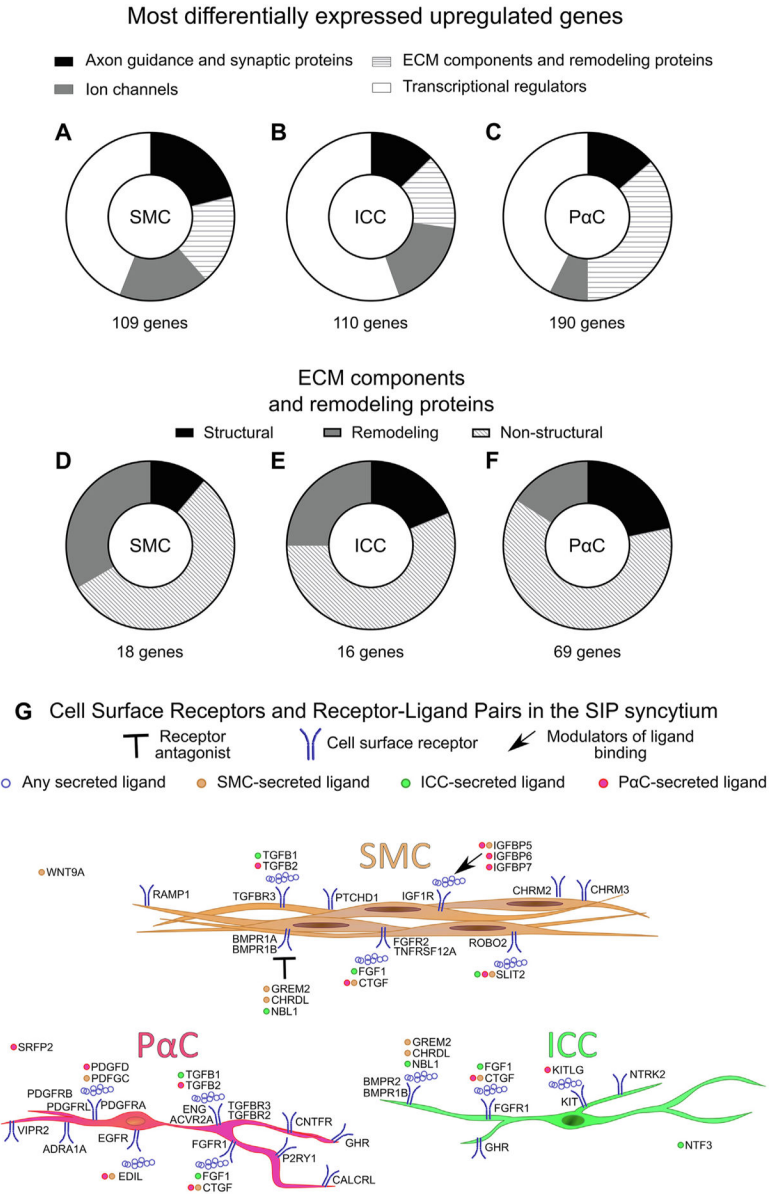 Most differentially expressed upregulated genes
Axon guidance and synaptic proteins
ECM components and remodeling proteins
Ion channels
Transcriptional regulators
A
B
C
SMC
ICC
PαC
109 genes
110 genes
190 genes
ECM components
and remodeling proteins
Structural
Remodeling
Non-structural
D
E
F
SMC
ICC
PαC
18 genes
16 genes
69 genes
G Cell Surface Receptors and Receptor-Ligand Pairs in the SIP syncytium
Receptor
antagonist
Cell surface receptor
Modulators of ligand
binding
Any secreted ligand
SMC-secreted ligand
ICC-secreted ligand
PαC-secreted ligand
SMC
WNT9A
TGFB1
TGFB2
IGFBP5
IGFBP6
IGFBP7
RAMP1
TGFBR3
PTCHD1
IGF1R
CHRM2
CHRM3
BMPR1A
BMPR1B
FGFR2
TNFRSF12A
ROBO2
FGF1
CTGF
SLIT2
GREM2
CHRDL
NBL1
PαC
SRFP2
PDGFD
PDFGC
TGFB1
TGFB2
PDGFRB
PDGFRL
PDGFRA
ENG
ACVR2A
TGFBR3
TGFBR2
CNTFR
VIPR2
ADRA1A
EGFR
FGFR1
GHR
P2RY1
EDIL
FGF1
CTGF
CALCRL
ICC
GREM2
CHRDL
NBL1
FGF1
CTGF
KITLG
NTRK2
BMPR2
BMPR1B
FGFR1
KIT
GHR
NTF3